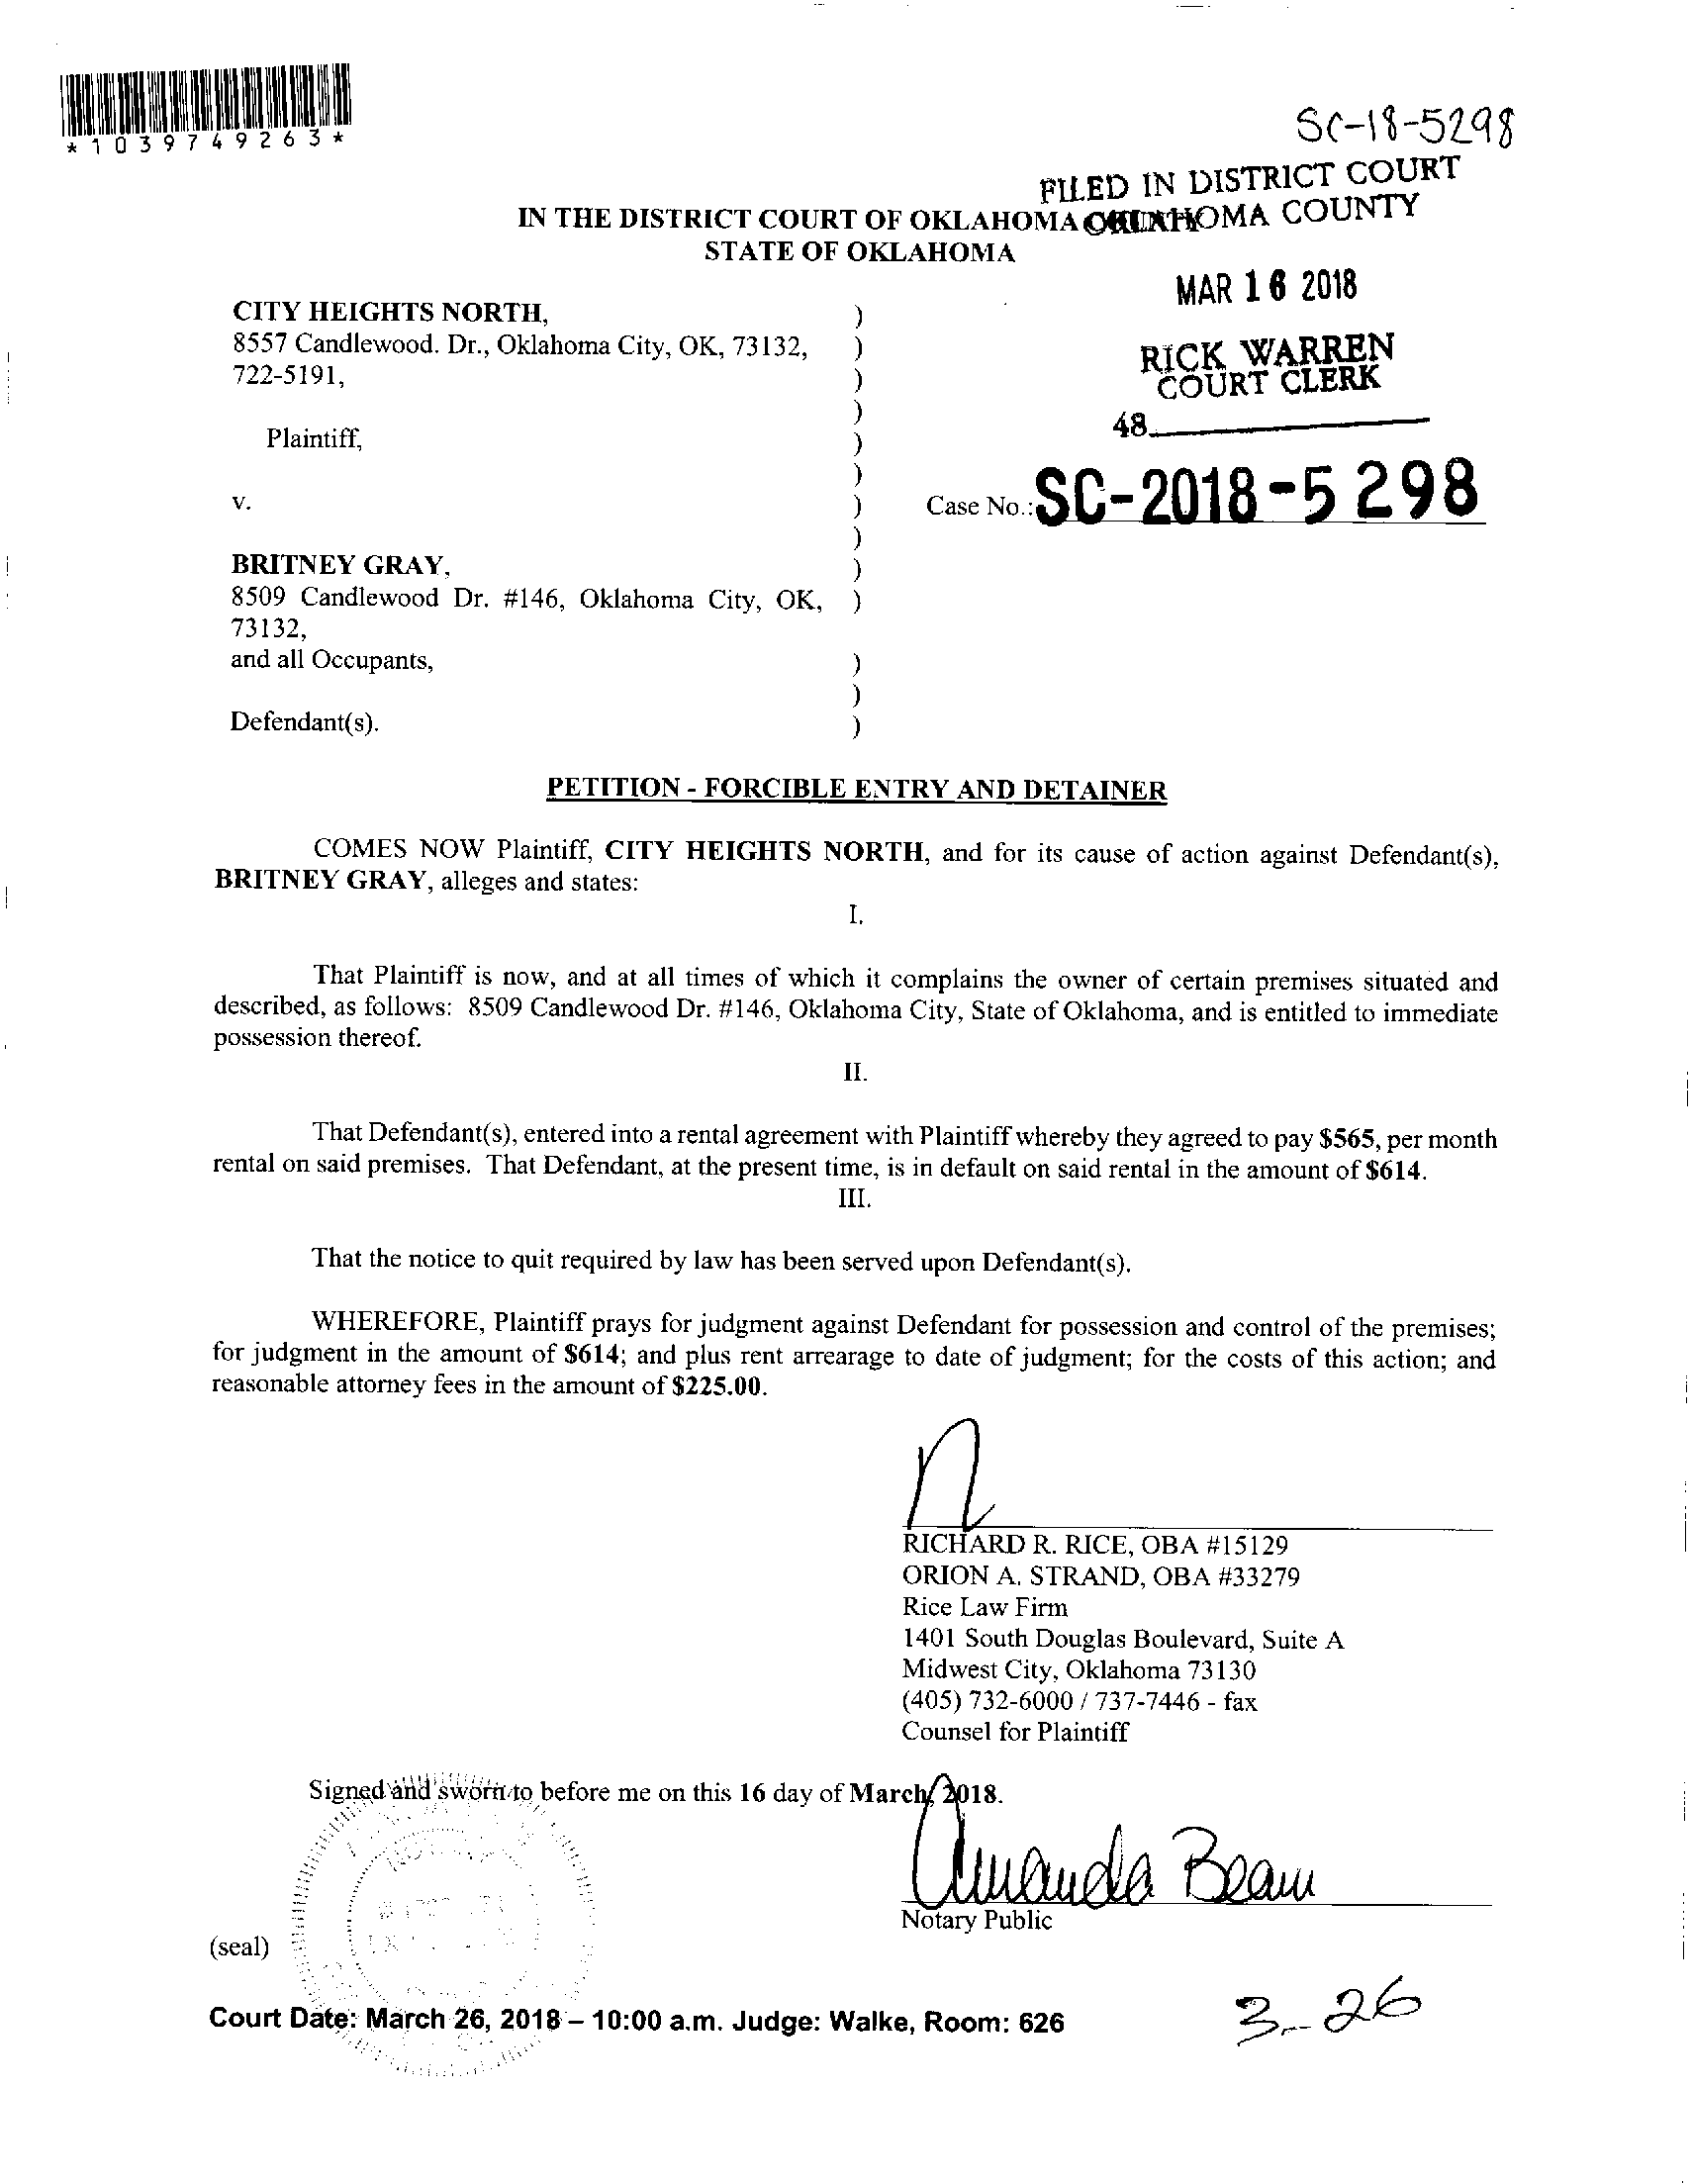 *1039749263*
SC-18-5298
FILED IN DISTRICT COURT
OKLAHOMA COUNTY
IN THE DISTRICT COURT OF OKLAHOMA
STATE OF OKLAHOMA
MAR 16 2018
RICK WARREN
COURT CLERK
48
CITY HEIGHTS NORTH, )
8557 Candlewood. Dr., Oklahoma City, OK, 73132, )
722-5191, )
)
Plaintiff, )
)
v. ) Case No.: SC-2018-5298
)
BRITNEY GRAY, )
8509 Candlewood Dr. #146, Oklahoma City, OK, )
73132,
and all Occupants, )
)
Defendant(s). )
PETITION - FORCIBLE ENTRY AND DETAINER
COMES NOW Plaintiff, CITY HEIGHTS NORTH, and for its cause of action against Defendant(s),
BRITNEY GRAY, alleges and states:
I.
That Plaintiff is now, and at all times of which it complains the owner of certain premises situated and
described, as follows: 8509 Candlewood Dr. #146, Oklahoma City, State of Oklahoma, and is entitled to immediate
possession thereof.
II.
That Defendant(s), entered into a rental agreement with Plaintiff whereby they agreed to pay $565, per month
rental on said premises. That Defendant, at the present time, is in default on said rental in the amount of $614.
III.
That the notice to quit required by law has been served upon Defendant(s).
WHEREFORE, Plaintiff prays for judgment against Defendant for possession and control of the premises;
for judgment in the amount of $614; and plus rent arrearage to date of judgment; for the costs of this action; and
reasonable attorney fees in the amount of $225.00.
RICHARD R. RICE, OBA #15129
ORION A. STRAND, OBA #33279
Rice Law Firm
1401 South Douglas Boulevard, Suite A
Midwest City, Oklahoma 73130
(405) 732-6000 / 737-7446 - fax
Counsel for Plaintiff
Signed and sworn to before me on this 16 day of March, 2018.
Amanda Beam
Notary Public
(seal)
Court Date: March 26, 2018 – 10:00 a.m. Judge: Walke, Room: 626
3-26